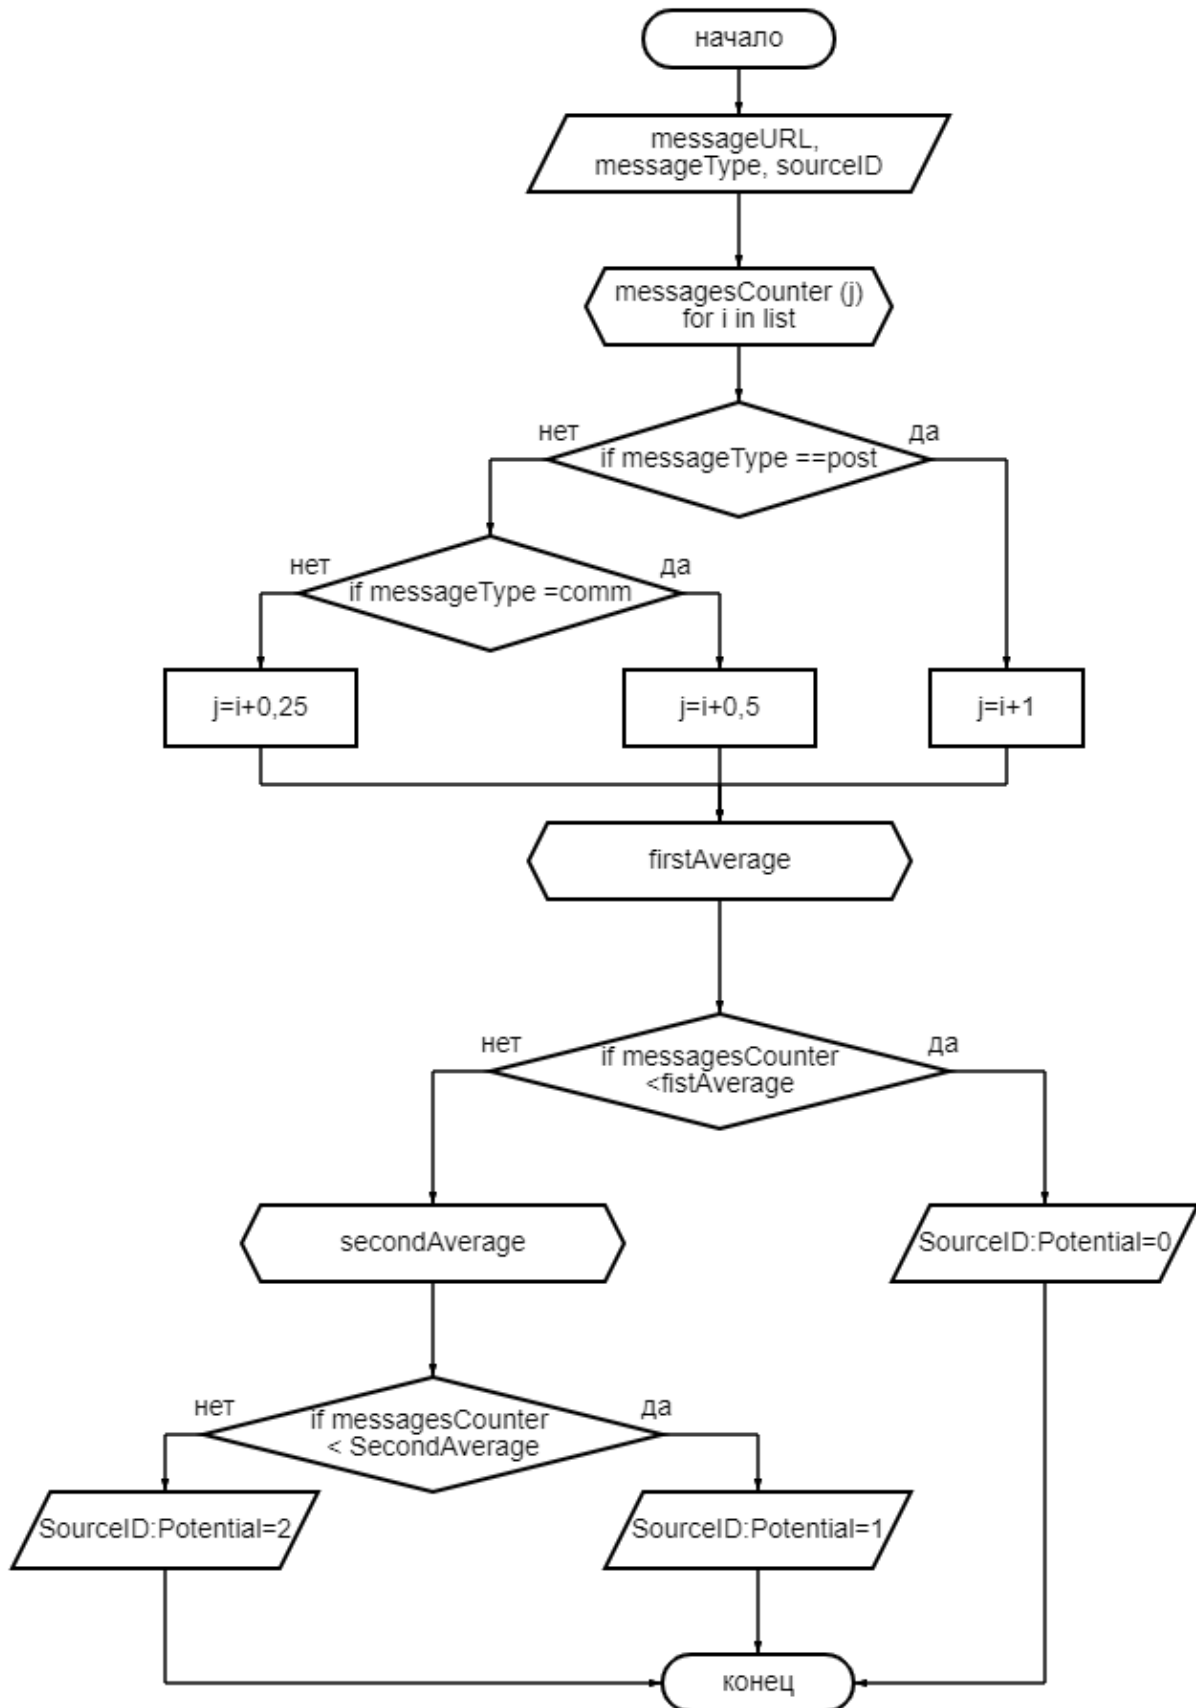 начало
messageURL,
messageType, sourceID
messagesCounter (j)
for i in list
нет
да
if messageType ==post
нет
да
if messageType =comm
j=i+0,25
j=i+0,5
j=i+1
firstAverage
нет
да
if messagesCounter
<fistAverage
secondAverage
SourceID:Potential=0
нет
да
if messagesCounter
< SecondAverage
SourceID:Potential=2
SourceID:Potential=1
конец